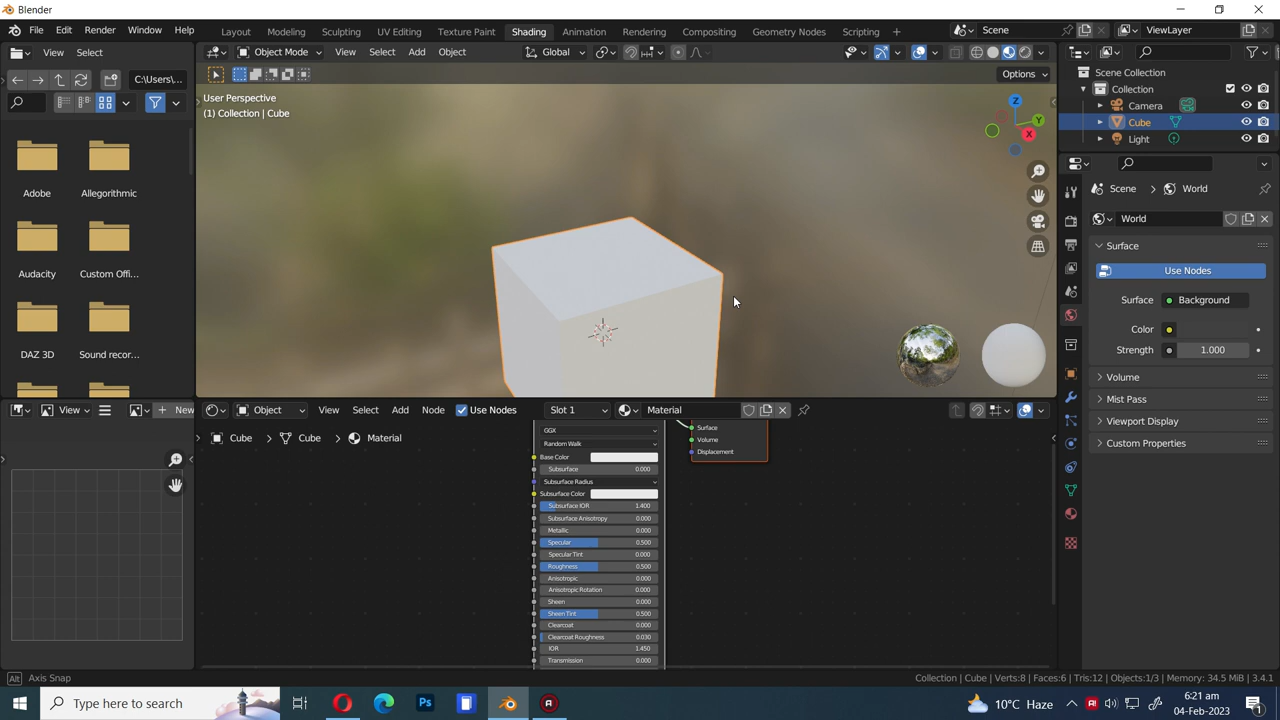 Blender
File Edit Render Window Help
Layout Modeling Sculpting UV Editing Texture Paint Shading Animation Rendering Compositing Geometry Nodes Scripting
Scene
ViewLayer
View Select
Object Mode View Select Add Object Global
C:\Users\...
Options
User Perspective
(1) Collection | Cube
Z
Y
X
Adobe
Allegorithmic
Audacity
Custom Offi...
DAZ 3D
Sound recor...
Scene Collection
Collection
Camera
Cube
Light
Scene World
World
Surface
Use Nodes
Surface Background
Color
Strength 1.000
Volume
Mist Pass
Viewport Display
Custom Properties
View New
Object View Select Add Node Use Nodes Slot 1 Material
Cube Cube Material
GGX
Random Walk
Base Color
Subsurface 0.000
Subsurface Radius
Subsurface Color
Subsurface IOR 1.400
Subsurface Anisotropy 0.000
Metallic 0.000
Specular 0.500
Specular Tint 0.000
Roughness 0.500
Anisotropic 0.000
Anisotropic Rotation 0.000
Sheen 0.000
Sheen Tint 0.500
Clearcoat 0.000
Clearcoat Roughness 0.030
IOR 1.450
Transmission 0.000
Surface
Volume
Displacement
Alt Axis Snap
Collection | Cube | Verts:8 | Faces:6 | Tris:12 | Objects:1/3 | Memory: 34.5 MiB | 3.4.1
Type here to search
Ps
10°C Haze
6:21 am
04-Feb-2023
1